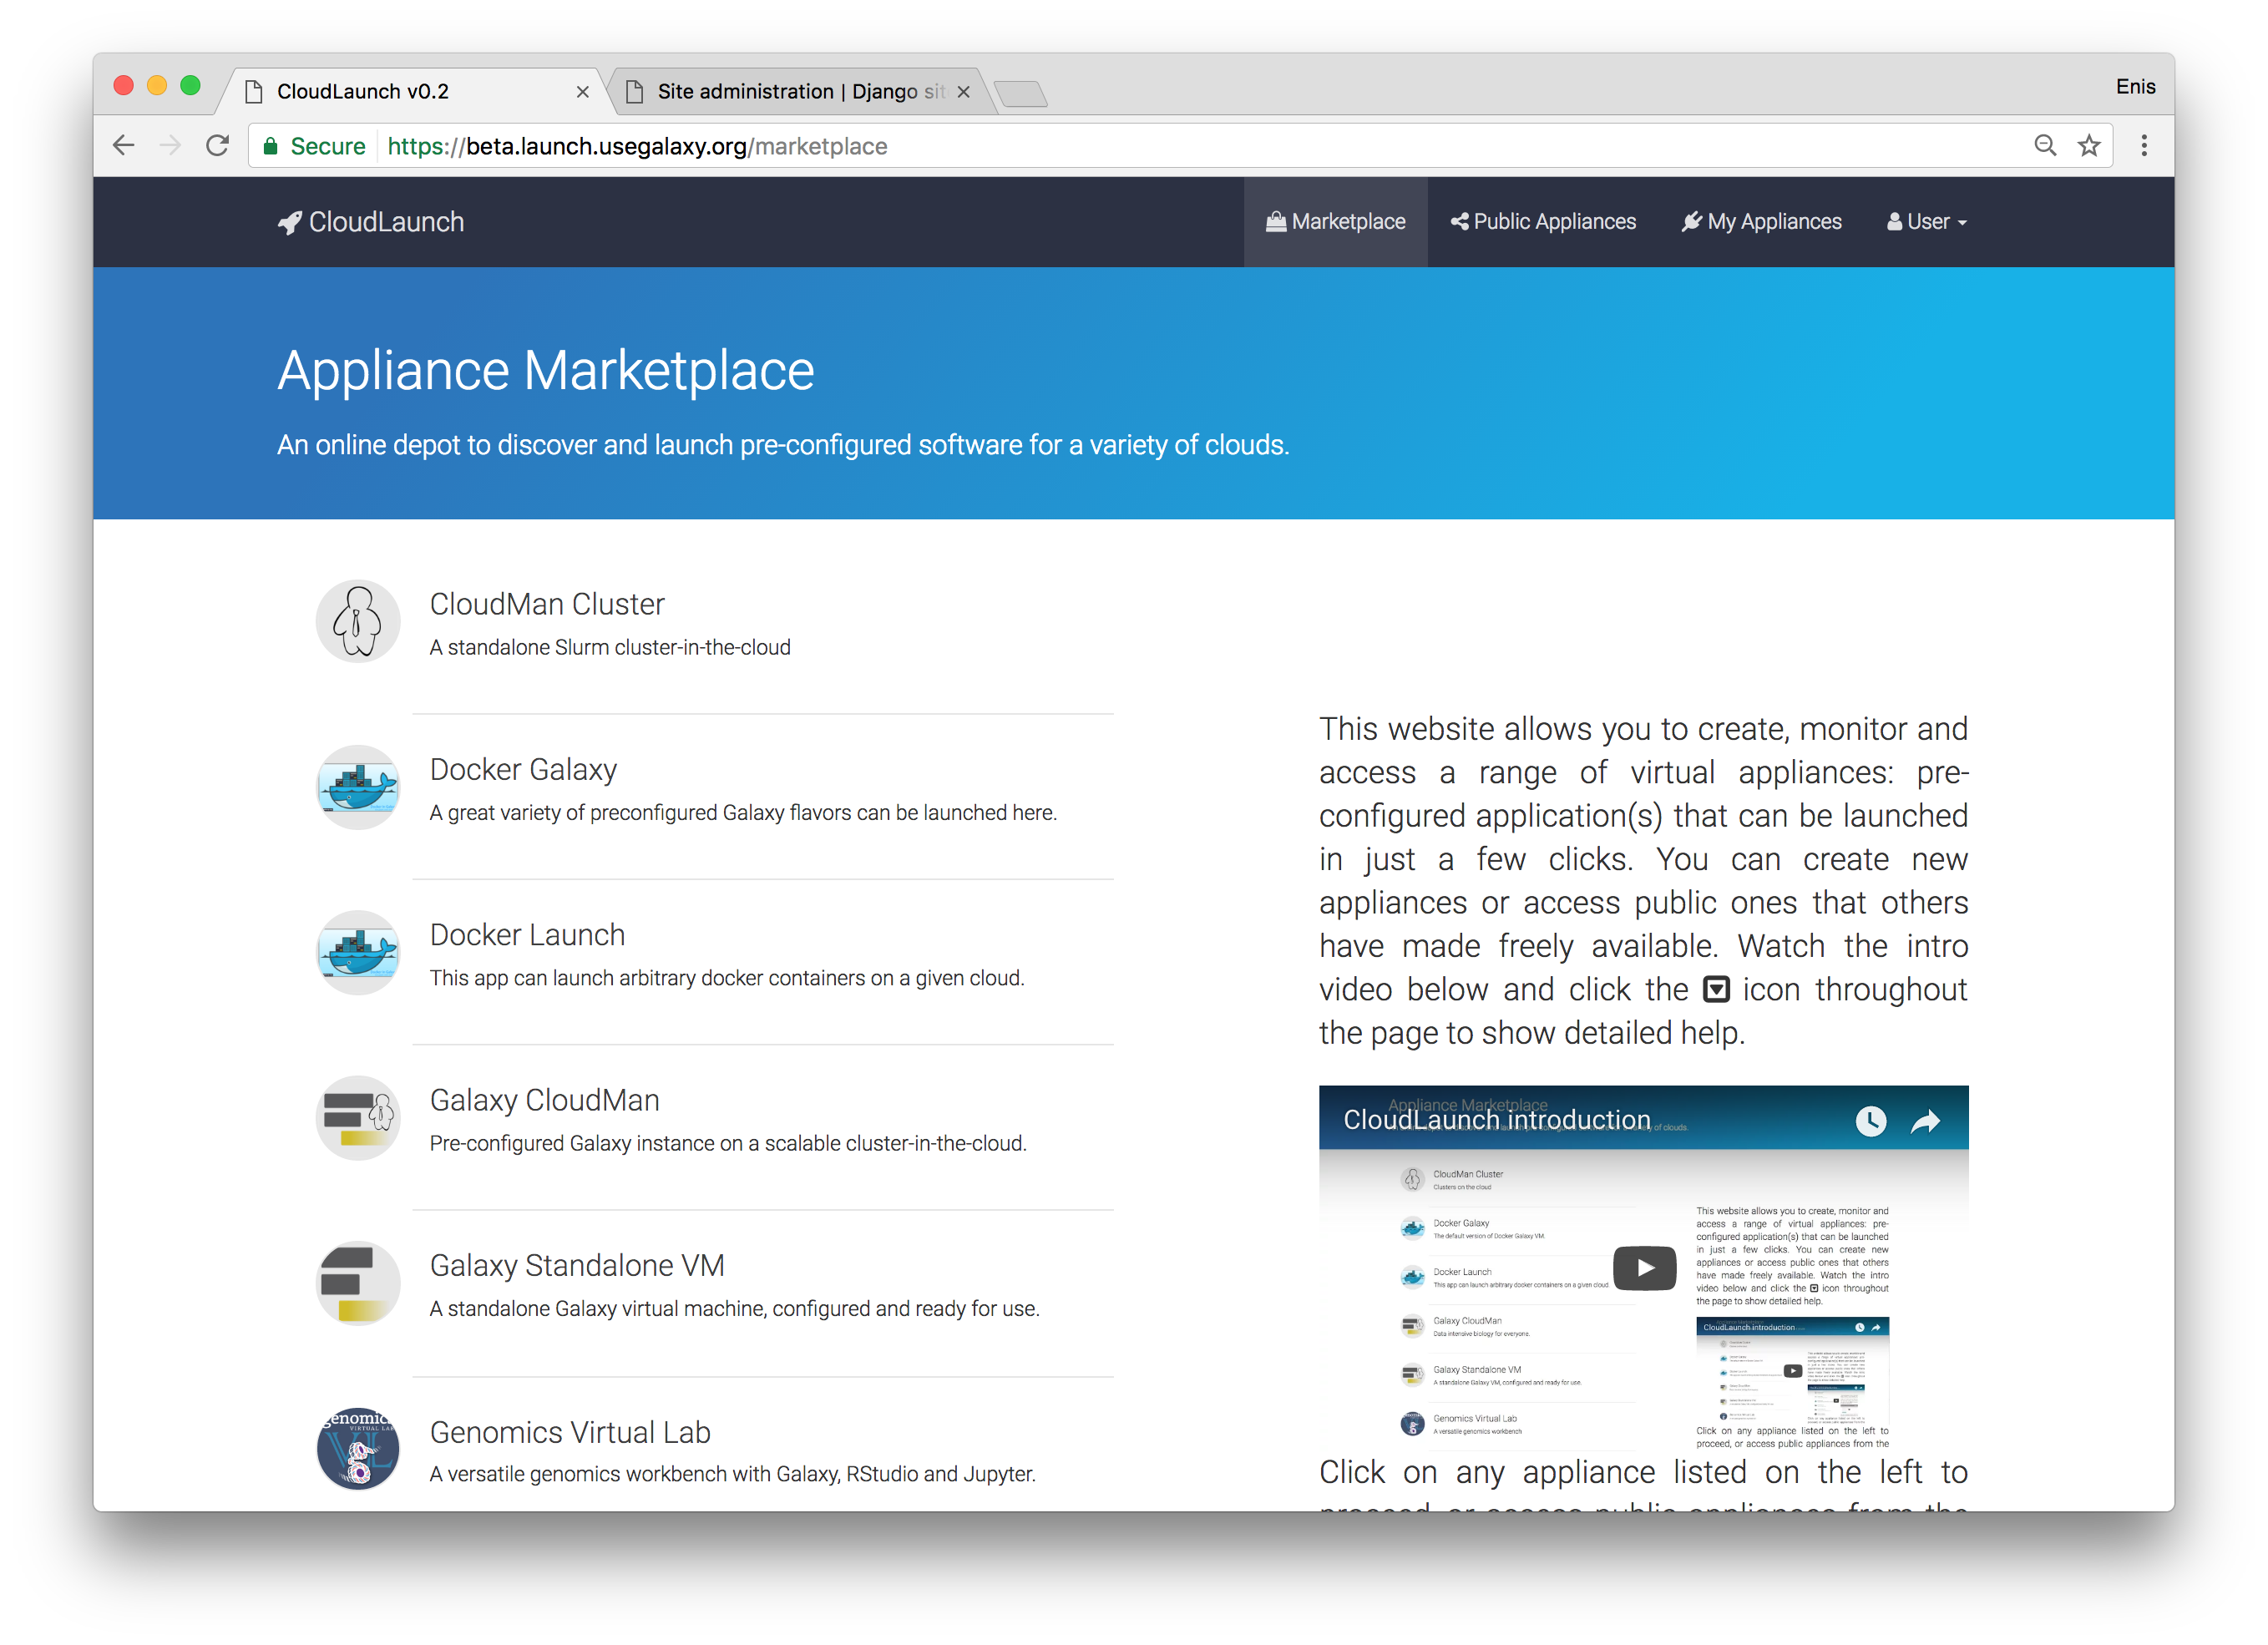 CloudLaunch v0.2
Site administration | Django sit
Enis
Secure https://beta.launch.usegalaxy.org/marketplace
CloudLaunch
Marketplace
Public Appliances
My Appliances
User
Appliance Marketplace
An online depot to discover and launch pre-configured software for a variety of clouds.
CloudMan Cluster
A standalone Slurm cluster-in-the-cloud
Docker Galaxy
A great variety of preconfigured Galaxy flavors can be launched here.
Docker Launch
This app can launch arbitrary docker containers on a given cloud.
Galaxy CloudMan
Pre-configured Galaxy instance on a scalable cluster-in-the-cloud.
Galaxy Standalone VM
A standalone Galaxy virtual machine, configured and ready for use.
genomics
VIRTUAL LAB
Genomics Virtual Lab
A versatile genomics workbench with Galaxy, RStudio and Jupyter.
This website allows you to create, monitor and
access a range of virtual appliances: pre-
configured application(s) that can be launched
in just a few clicks. You can create new
appliances or access public ones that others
have made freely available. Watch the intro
video below and click the icon throughout
the page to show detailed help.
Appliance Marketplace
CloudLaunch introduction
CloudMan Cluster
Clusters on the cloud
Docker Galaxy
The default version of Docker Galaxy VM.
Docker Launch
This app can launch arbitrary docker containers on a given cloud
Galaxy CloudMan
Data intensive biology for everyone.
Galaxy Standalone VM
A standalone Galaxy VM, configured and ready for use.
Genomics Virtual Lab
A versatile genomics workbench
This website allows you to create, monitor and
access a range of virtual appliances: pre-
configured application(s) that can be launched
in just a few clicks. You can create new
appliances or access public ones that others
have made freely available. Watch the intro
video below and click the icon throughout
the page to show detailed help.
CloudLaunch introduction
Click on any appliance listed on the left to
proceed, or access public appliances from the
Click on any appliance listed on the left to
proceed, or access public appliances from the